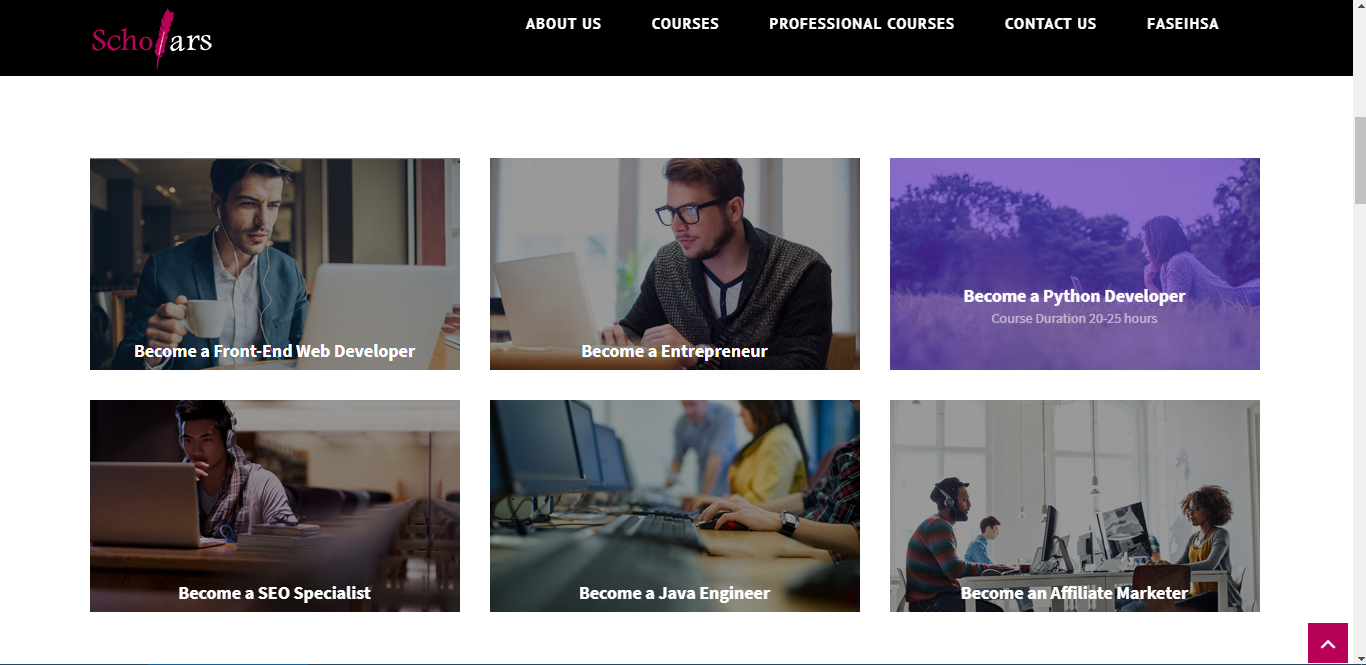 Scholars
ABOUT US
COURSES
PROFESSIONAL COURSES
CONTACT US
FASEIHSA
Become a Front-End Web Developer
Become a Entrepreneur
Become a Python Developer
Course Duration 20-25 hours
Become a SEO Specialist
Become a Java Engineer
Become an Affiliate Marketer